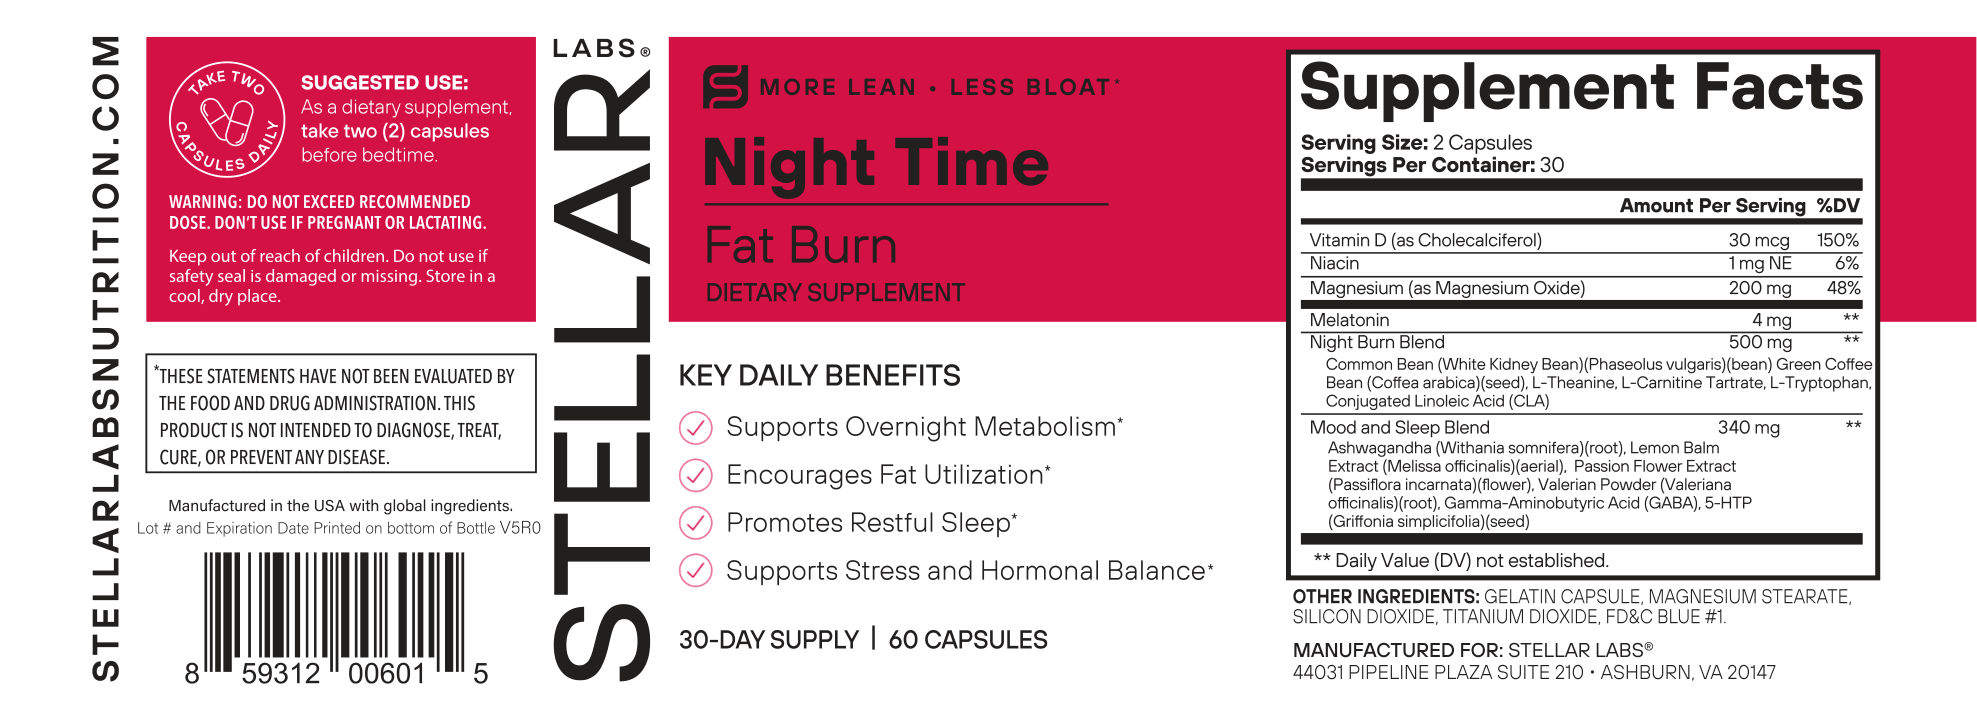 STELLARLABSNUTRITION.COM
TAKE TWO
CAPSULES DAILY
SUGGESTED USE:
As a dietary supplement,
take two (2) capsules
before bedtime.
WARNING: DO NOT EXCEED RECOMMENDED
DOSE. DON'T USE IF PREGNANT OR LACTATING.
Keep out of reach of children. Do not use if
safety seal is damaged or missing. Store in a
cool, dry place.
*THESE STATEMENTS HAVE NOT BEEN EVALUATED BY
THE FOOD AND DRUG ADMINISTRATION. THIS
PRODUCT IS NOT INTENDED TO DIAGNOSE, TREAT,
CURE, OR PREVENT ANY DISEASE.
Manufactured in the USA with global ingredients.
Lot # and Expiration Date Printed on bottom of Bottle V5R0
8 59312 00601 5
STELLAR
LABS®
MORE LEAN • LESS BLOAT*
Night Time
Fat Burn
DIETARY SUPPLEMENT
KEY DAILY BENEFITS
Supports Overnight Metabolism*
Encourages Fat Utilization*
Promotes Restful Sleep*
Supports Stress and Hormonal Balance*
30-DAY SUPPLY | 60 CAPSULES
Supplement Facts
Serving Size: 2 Capsules
Servings Per Container: 30
Amount Per Serving %DV
Vitamin D (as Cholecalciferol) 30 mcg 150%
Niacin 1 mg NE 6%
Magnesium (as Magnesium Oxide) 200 mg 48%
Melatonin 4 mg **
Night Burn Blend 500 mg **
Common Bean (White Kidney Bean)(Phaseolus vulgaris)(bean) Green Coffee
Bean (Coffea arabica)(seed), L-Theanine, L-Carnitine Tartrate, L-Tryptophan,
Conjugated Linoleic Acid (CLA)
Mood and Sleep Blend 340 mg **
Ashwagandha (Withania somnifera)(root), Lemon Balm
Extract (Melissa officinalis)(aerial), Passion Flower Extract
(Passiflora incarnata)(flower), Valerian Powder (Valeriana
officinalis)(root), Gamma-Aminobutyric Acid (GABA), 5-HTP
(Griffonia simplicifolia)(seed)
** Daily Value (DV) not established.
OTHER INGREDIENTS: GELATIN CAPSULE, MAGNESIUM STEARATE,
SILICON DIOXIDE, TITANIUM DIOXIDE, FD&C BLUE #1.
MANUFACTURED FOR: STELLAR LABS®
44031 PIPELINE PLAZA SUITE 210 • ASHBURN, VA 20147